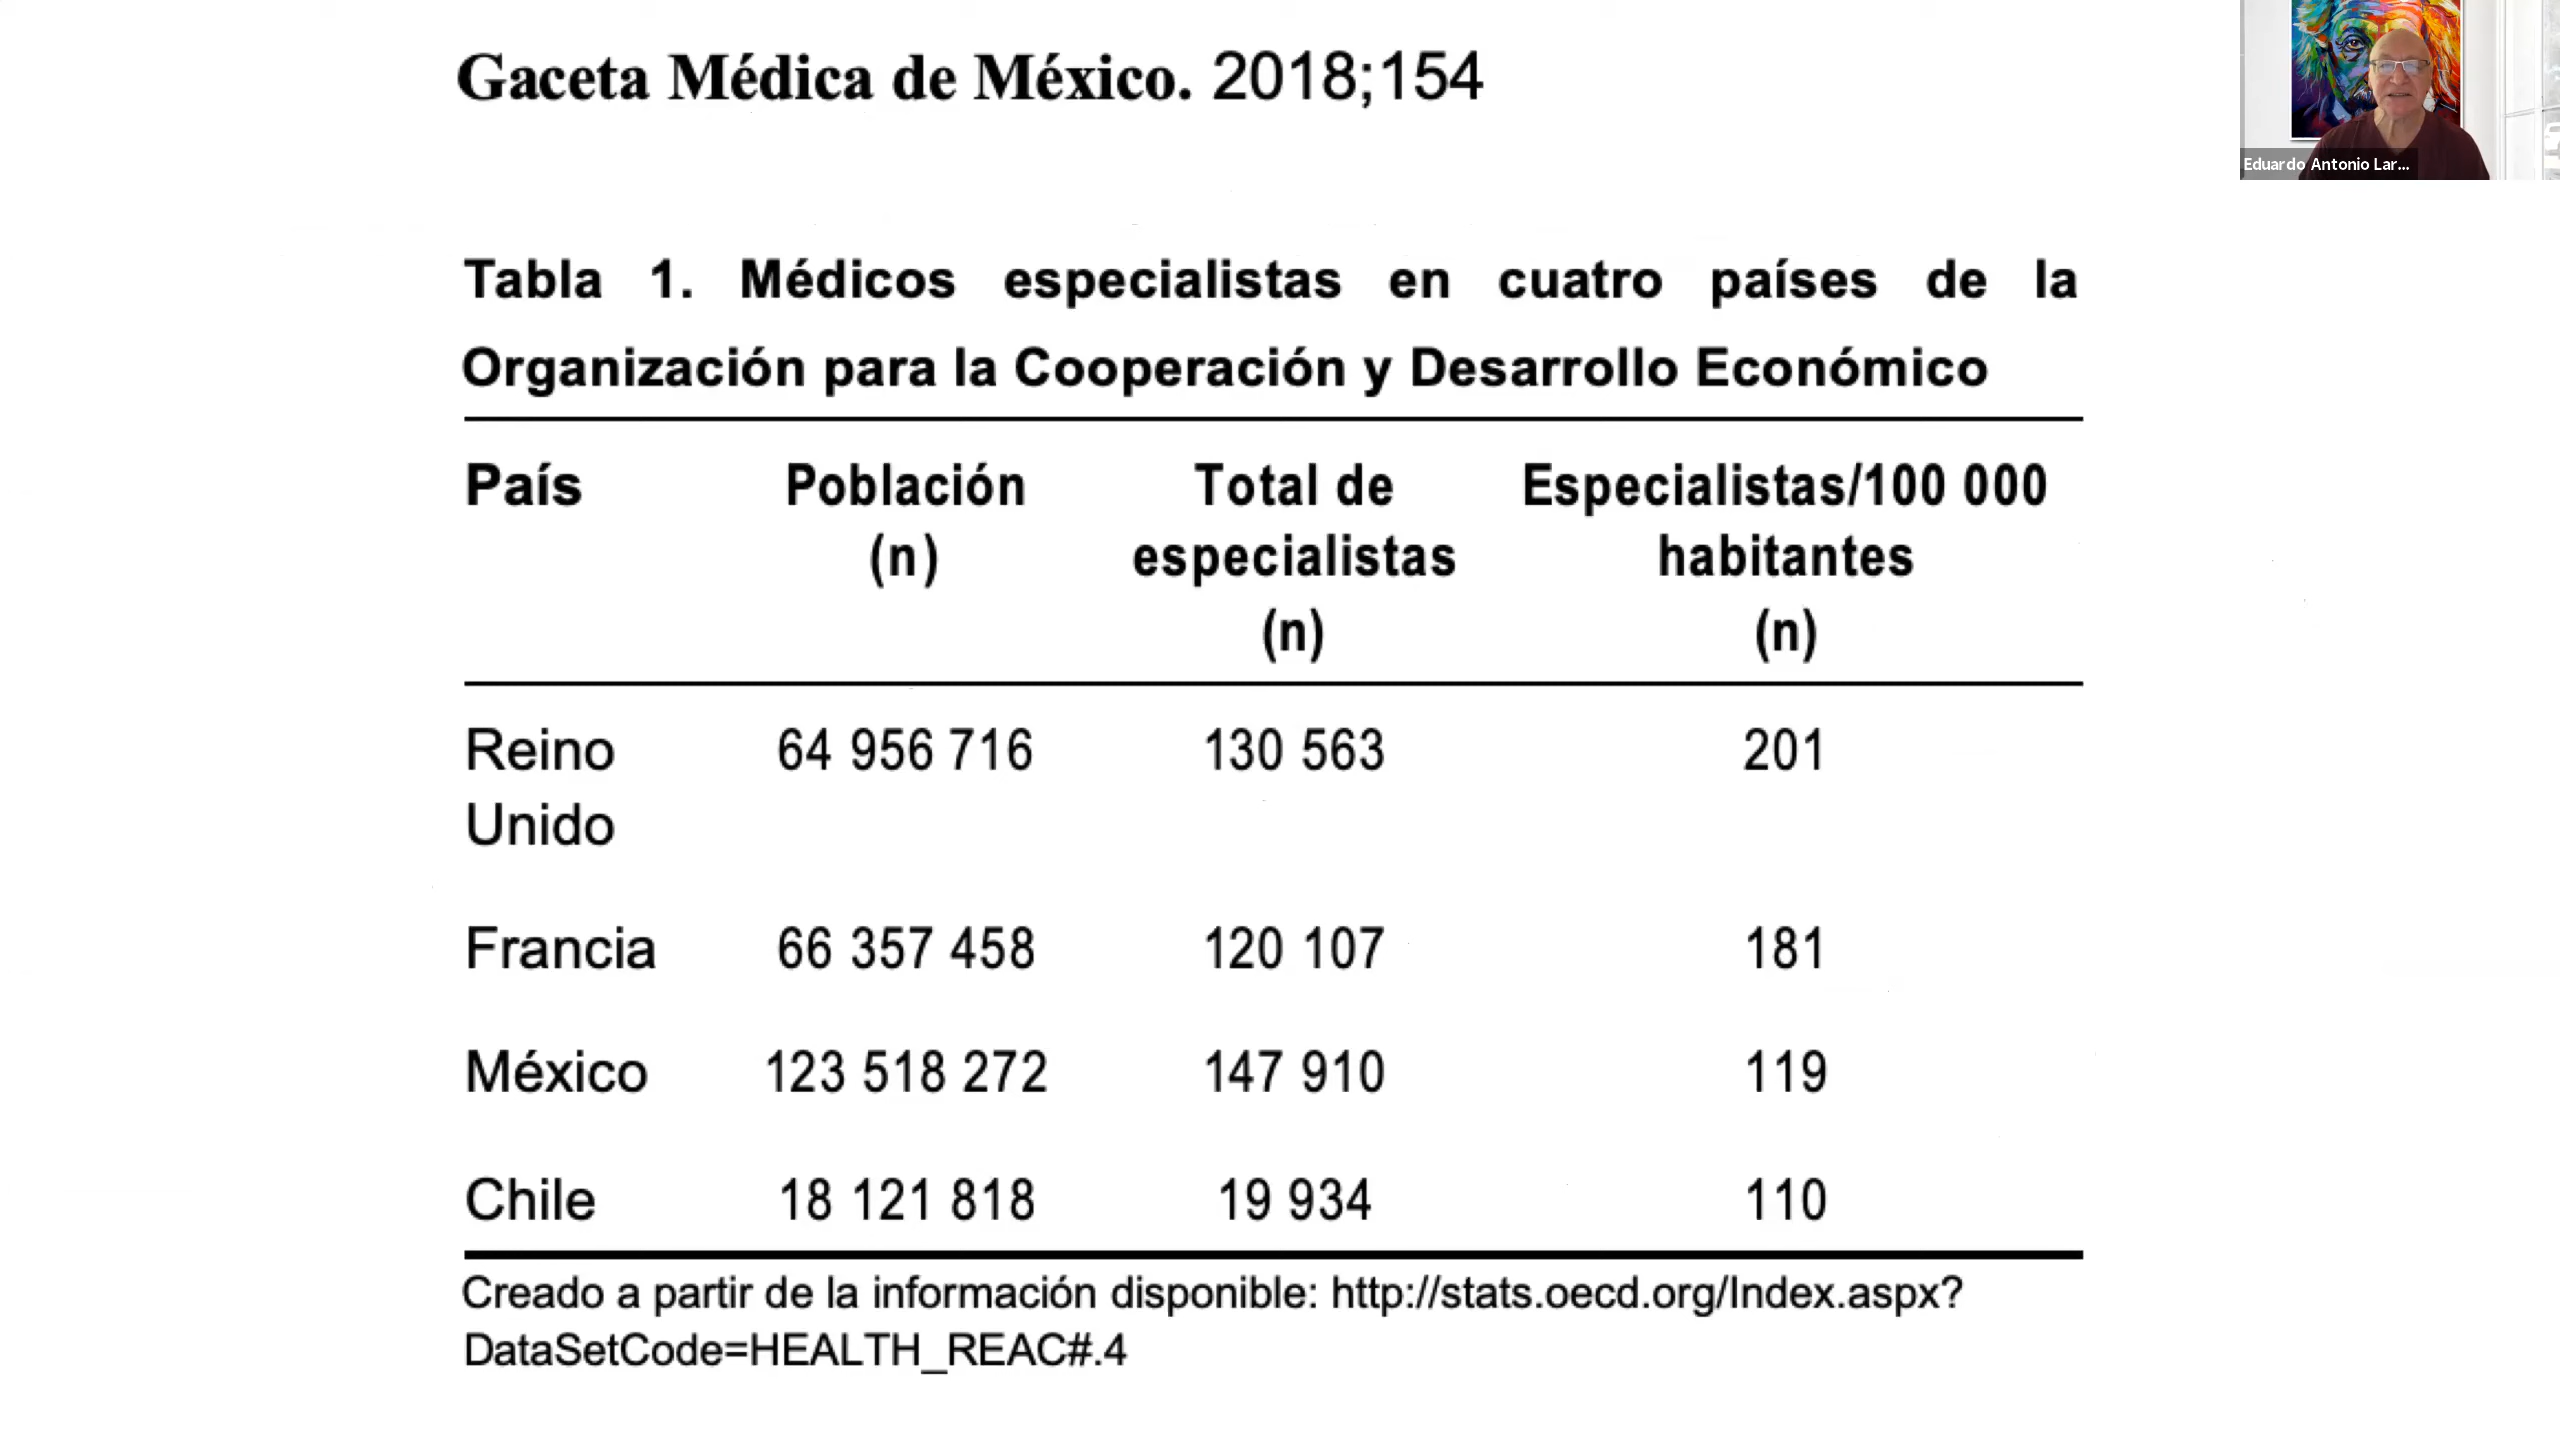 Gaceta Médica de México. 2018;154
Eduardo Antonio Lar...
Tabla 1. Médicos especialistas en cuatro países de la
Organización para la Cooperación y Desarrollo Económico
País Población Total de Especialistas/100 000
(n) especialistas habitantes
(n) (n)
Reino 64 956 716 130 563 201
Unido
Francia 66 357 458 120 107 181
México 123 518 272 147 910 119
Chile 18 121 818 19 934 110
Creado a partir de la información disponible: http://stats.oecd.org/Index.aspx?
DataSetCode=HEALTH_REAC#.4